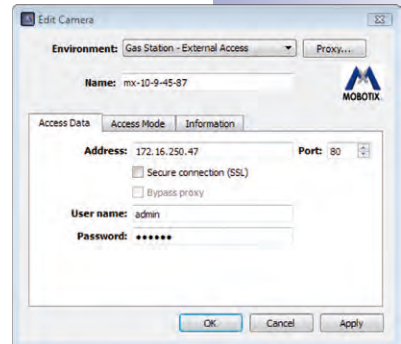 Edit Camera
Environment: Gas Station - External Access Proxy...
Name: mx-10-9-45-87
MOBOTIX
Access Data Access Mode Information
Address: 172.16.250.47 Port: 80
Secure connection (SSL)
Bypass proxy
User name: admin
Password: ●●●●●●
OK Cancel Apply